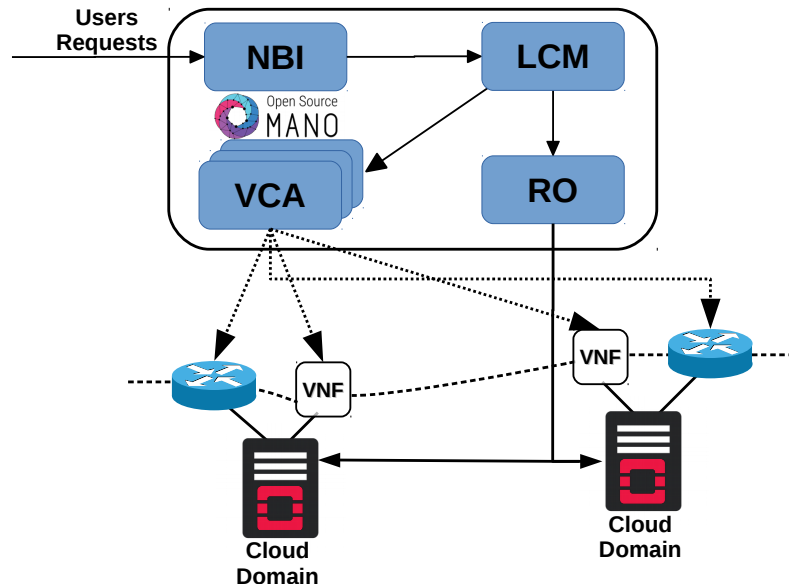 Users
Requests
NBI
LCM
Open Source
MANO
VCA
RO
VNF
VNF
Cloud
Domain
Cloud
Domain